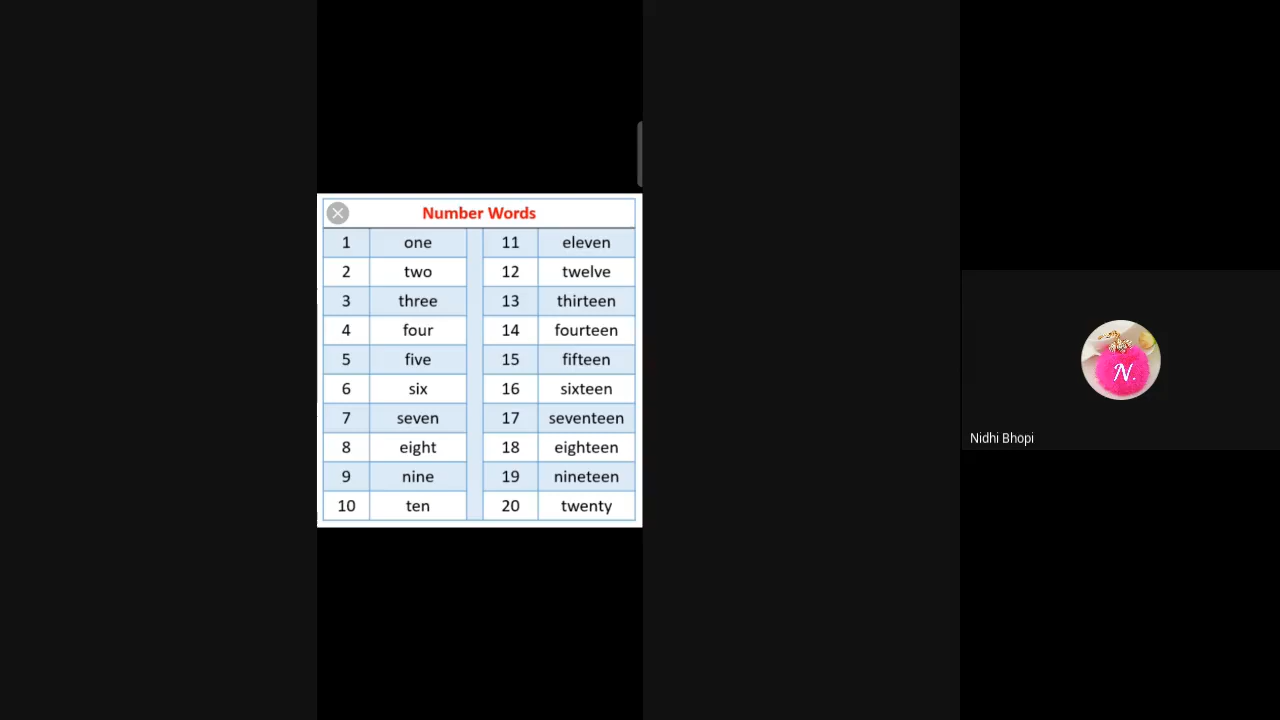 Number Words
1 one 11 eleven
2 two 12 twelve
3 three 13 thirteen
4 four 14 fourteen
5 five 15 fifteen
6 six 16 sixteen
7 seven 17 seventeen
8 eight 18 eighteen
9 nine 19 nineteen
10 ten 20 twenty
N.
Nidhi Bhopi